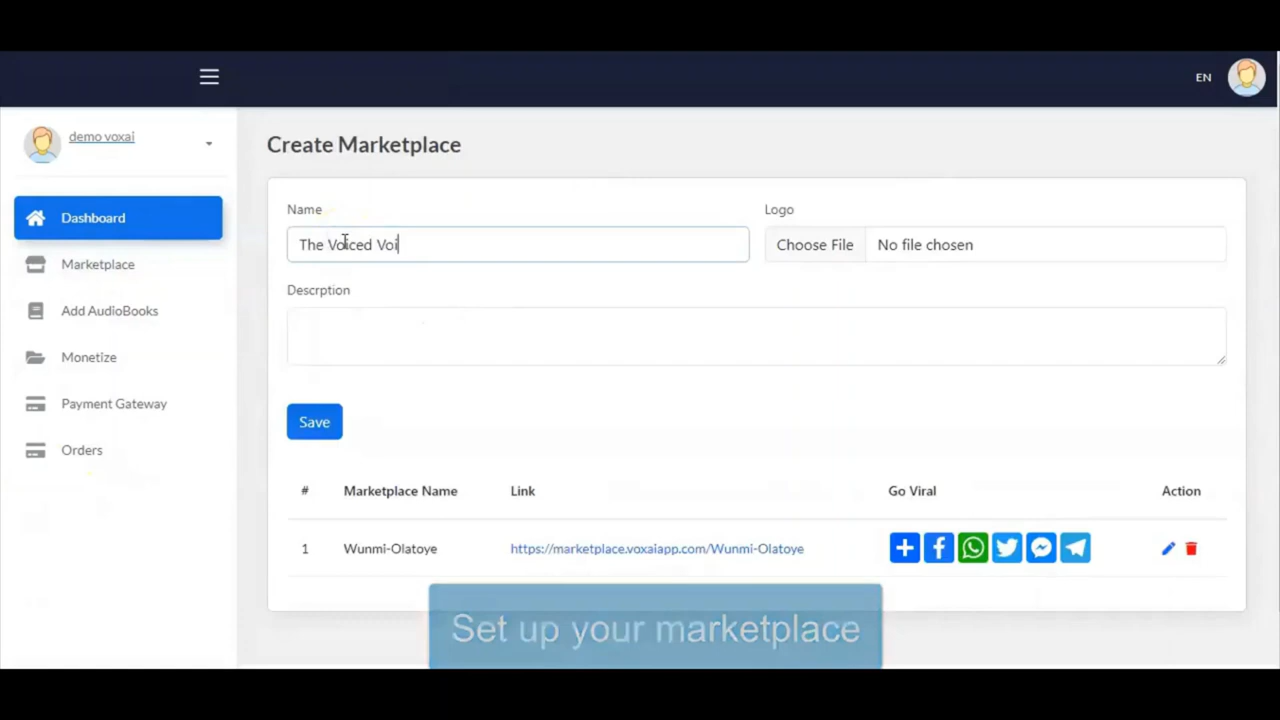 EN
demo voxai
Dashboard
Marketplace
Add AudioBooks
Monetize
Payment Gateway
Orders
Create Marketplace
Name
Logo
The Voiced Voi
Choose File No file chosen
Descrption
Save
# Marketplace Name Link Go Viral Action
1 Wunmi-Olatoye https://marketplace.voxaiapp.com/Wunmi-Olatoye
Set up your marketplace